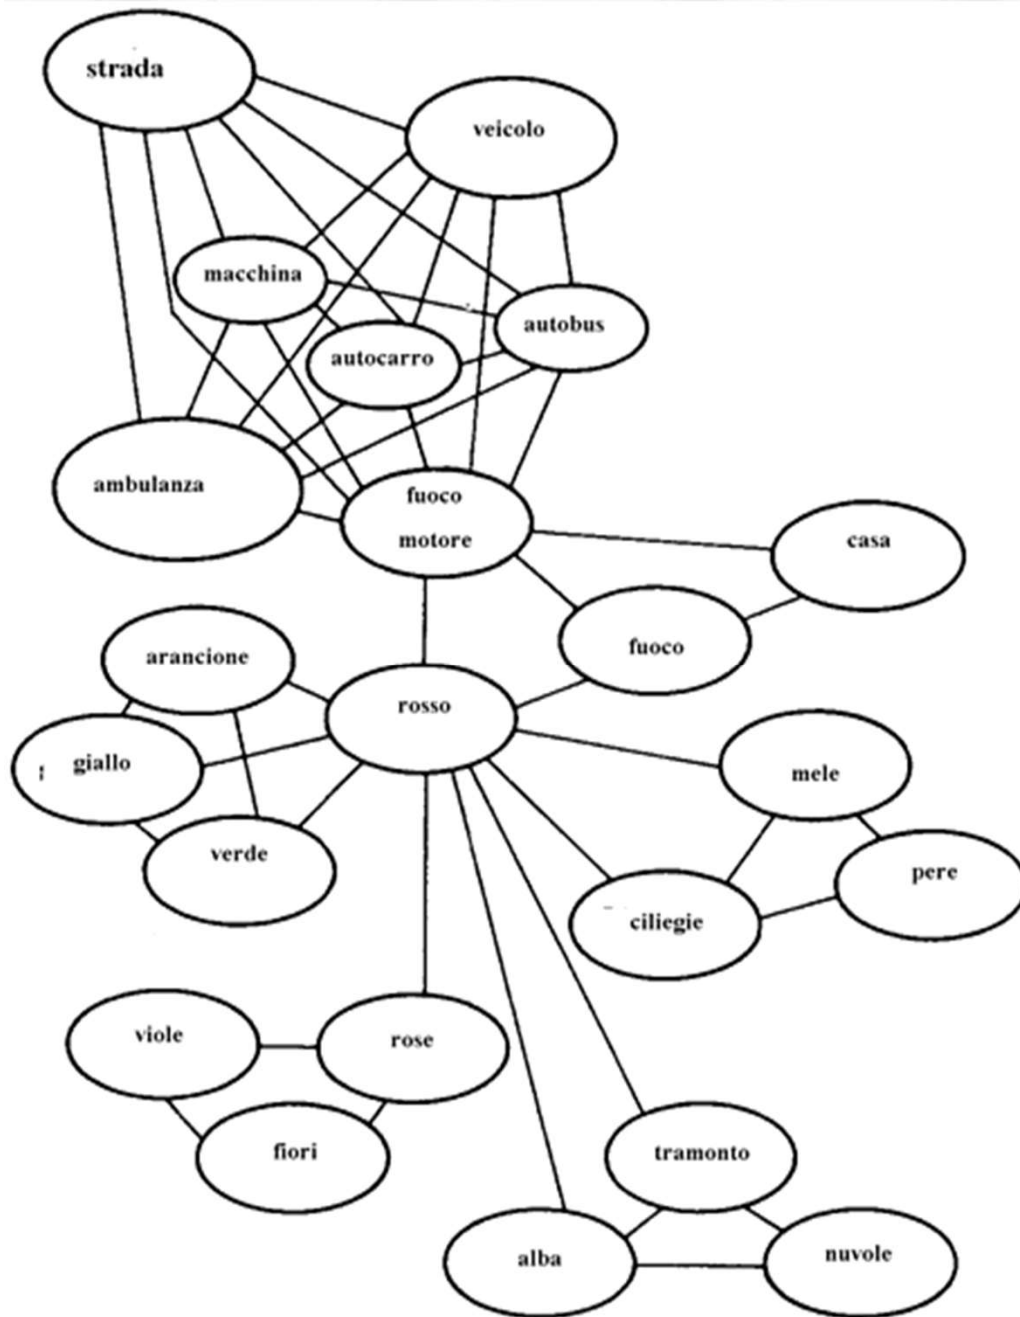 strada
veicolo
macchina
autobus
autocarro
ambulanza
fuoco
motore
casa
fuoco
arancione
rosso
giallo
mele
verde
pere
ciliegie
viole
rose
fiori
tramonto
alba
nuvole